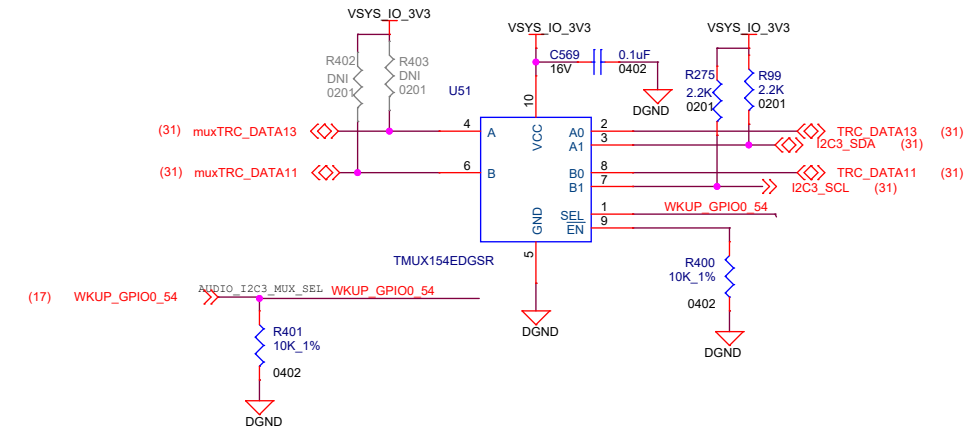 VSYS_IO_3V3
VSYS_IO_3V3
VSYS_IO_3V3
R402
DNI
0201
R403
DNI
0201
C569
16V
0.1uF
0402
DGND
R275
2.2K
0201
R99
2.2K
0201
U51
10
(31) muxTRC_DATA13
4
A
VCC
A0
2
TRC_DATA13 (31)
A1
3
I2C3_SDA (31)
(31) muxTRC_DATA11
6
B
B0
8
TRC_DATA11 (31)
B1
7
I2C3_SCL (31)
GND
SEL
1
WKUP_GPIO0_54
EN
9
5
TMUX154EDGSR
R400
10K_1%
0402
DGND
DGND
(17) WKUP_GPIO0_54
AUDIO_I2C3_MUX_SEL
WKUP_GPIO0_54
R401
10K_1%
0402
DGND